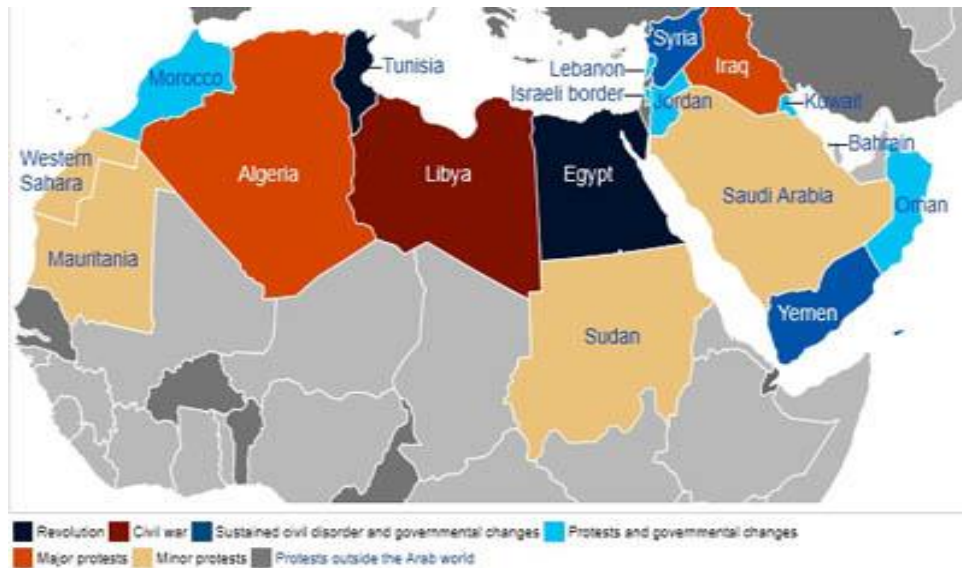 Syria
Tunisia
Lebanon
Iraq
Morocco
Israeli border
Jordan
Kuwait
Bahrain
Western
Sahara
Algeria
Libya
Egypt
Saudi Arabia
Oman
Mauritania
Yemen
Sudan
Revolution Civil war Sustained civil disorder and governmental changes Protests and governmental changes
Major protests Minor protests Protests outside the Arab world